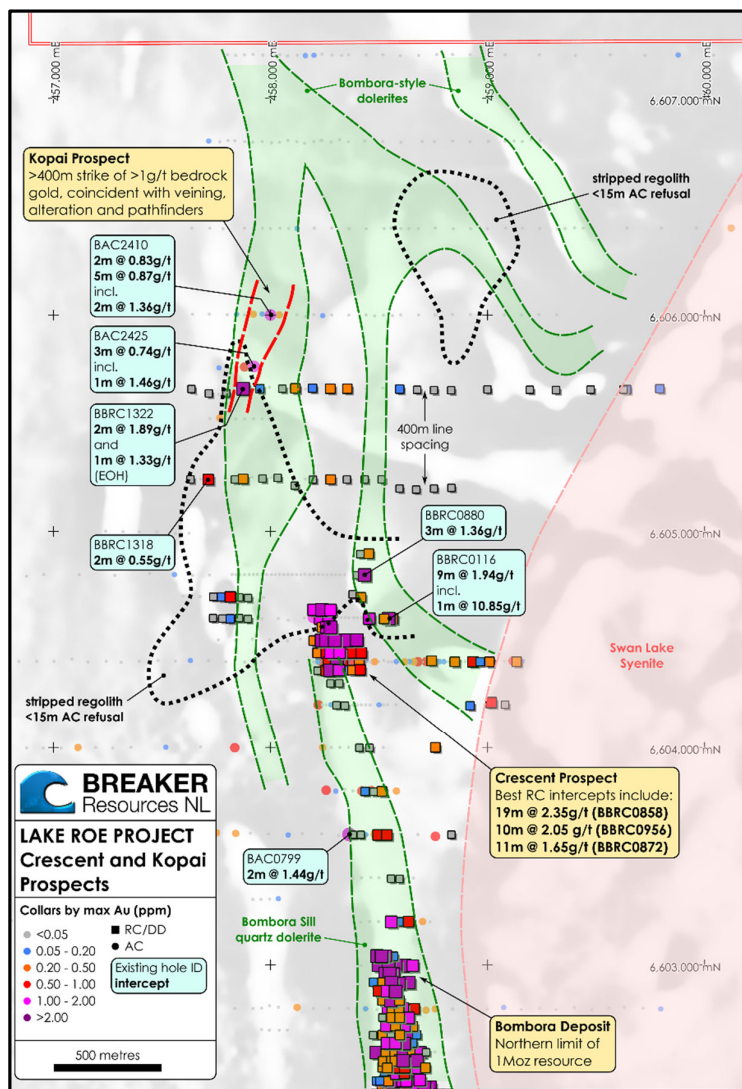 457,000 mE
458,000 mE
459,000 mE
460,000 mE
Bombora-style
dolerites
6,607,000 mN
Kopai Prospect
>400m strike of >1g/t bedrock
gold, coincident with veining,
alteration and pathfinders
stripped regolith
<15m AC refusal
BAC2410
2m @ 0.83g/t
5m @ 0.87g/t
incl.
2m @ 1.36g/t
6,606,000 mN
BAC2425
3m @ 0.74g/t
incl.
1m @ 1.46g/t
BBRC1322
2m @ 1.89g/t
and
1m @ 1.33g/t
(EOH)
400m line
spacing
BBRC0880
3m @ 1.36g/t
6,605,000 mN
BBRC1318
2m @ 0.55g/t
BBRC0116
9m @ 1.94g/t
incl.
1m @ 10.85g/t
Swan Lake
Syenite
stripped regolith
<15m AC refusal
6,604,000 mN
Crescent Prospect
Best RC intercepts include:
19m @ 2.35g/t (BBRC0858)
10m @ 2.05 g/t (BBRC0956)
11m @ 1.65g/t (BBRC0872)
BREAKER
Resources NL
LAKE ROE PROJECT
Crescent and Kopai
Prospects
BAC0799
2m @ 1.44g/t
Collars by max Au (ppm)
<0.05
0.05 - 0.20
0.20 - 0.50
0.50 - 1.00
1.00 - 2.00
>2.00
RC/DD
AC
Existing hole ID
intercept
500 metres
Bombora Sill
quartz dolerite
6,603,000 mN
Bombora Deposit
Northern limit of
1Moz resource